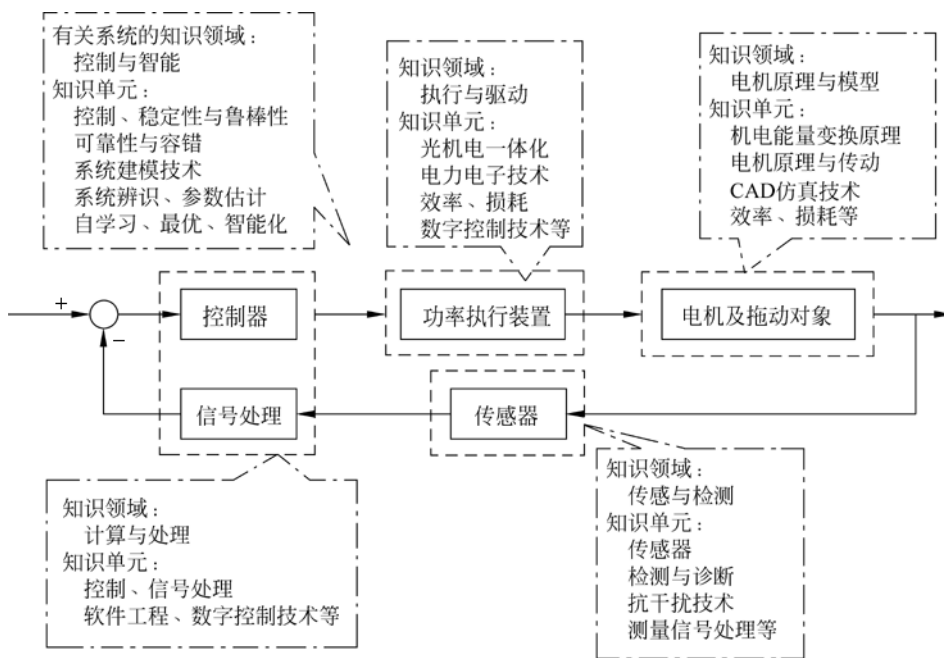 有关系统的知识领域：
控制与智能
知识单元：
控制、稳定性与鲁棒性
可靠性与容错
系统建模技术
系统辨识、参数估计
自学习、最优、智能化
知识领域：
执行与驱动
知识单元：
光机电一体化
电力电子技术
效率、损耗
数字控制技术等
知识领域：
电机原理与模型
知识单元：
机电能量变换原理
电机原理与传动
CAD仿真技术
效率、损耗等
+
−
控制器
功率执行装置
电机及拖动对象
信号处理
传感器
知识领域：
计算与处理
知识单元：
控制、信号处理
软件工程、数字控制技术等
知识领域：
传感与检测
知识单元：
传感器
检测与诊断
抗干扰技术
测量信号处理等